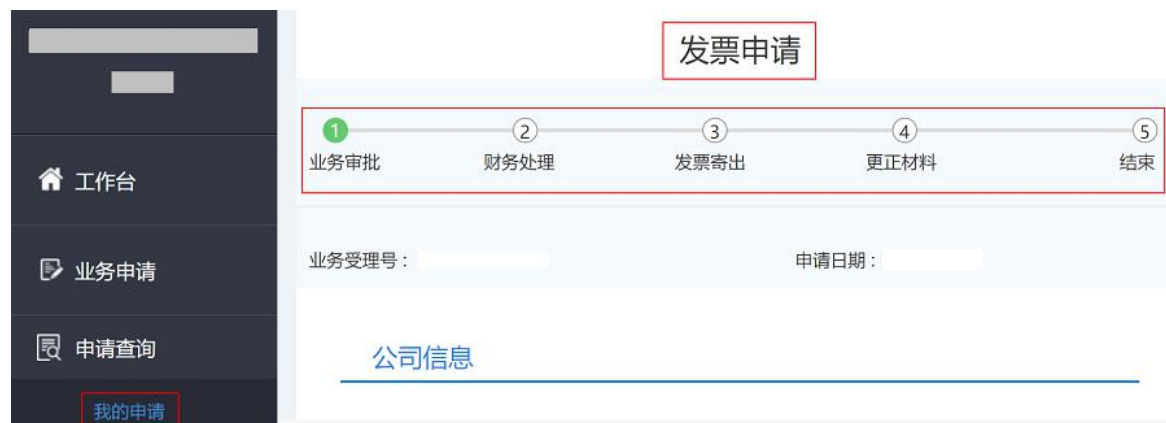 发票申请
1 2 3 4 5
业务审批 财务处理 发票寄出 更正材料 结束
工作台
业务申请
业务受理号： 申请日期：
申请查询
公司信息
我的申请